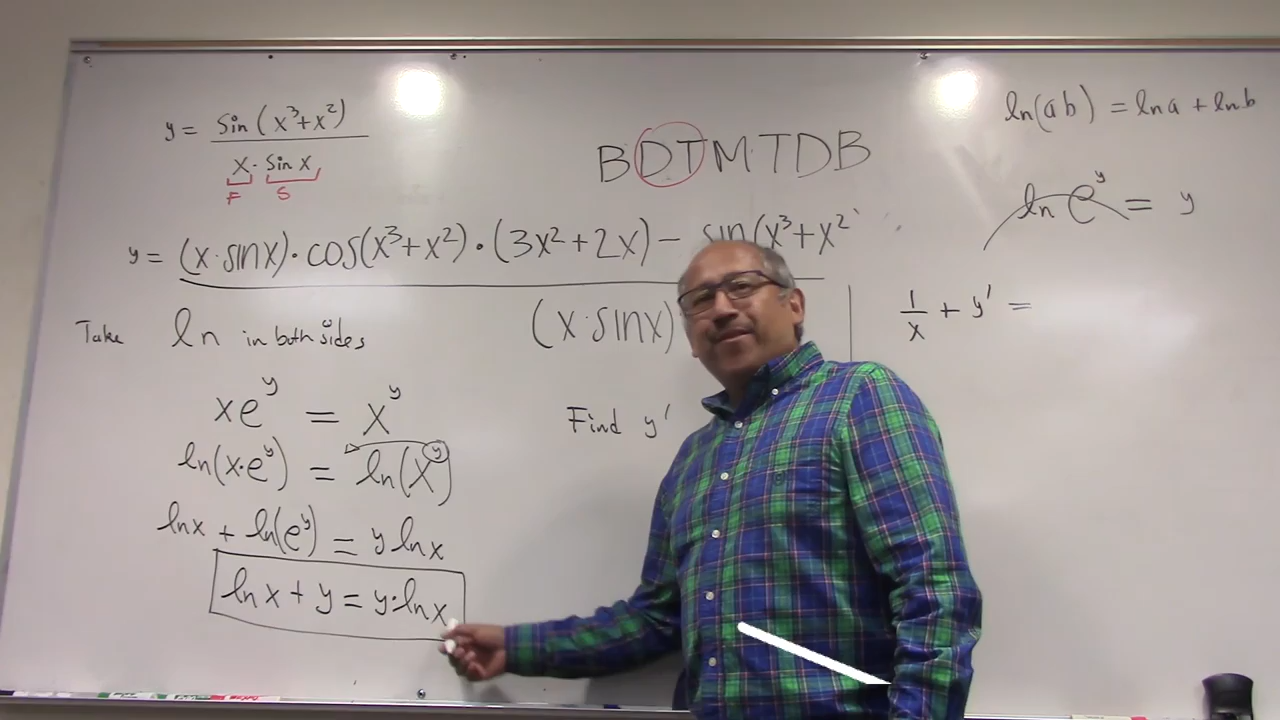 y = Sin (x³+x²)
x · Sin x
F S
BDTMTDB
ln(ab) = ln a + ln b
ln e^y = y
y = (x·sinx)·cos(x³+x²)·(3x²+2x) − sin(x³+x²
(x·sinx)
Take ln in both sides
1/x + y' =
Find y'
xe^y = x^y
ln(x·e^y) = ln(x^y)
lnx + ln(e^y) = y lnx
lnx + y = y·lnx